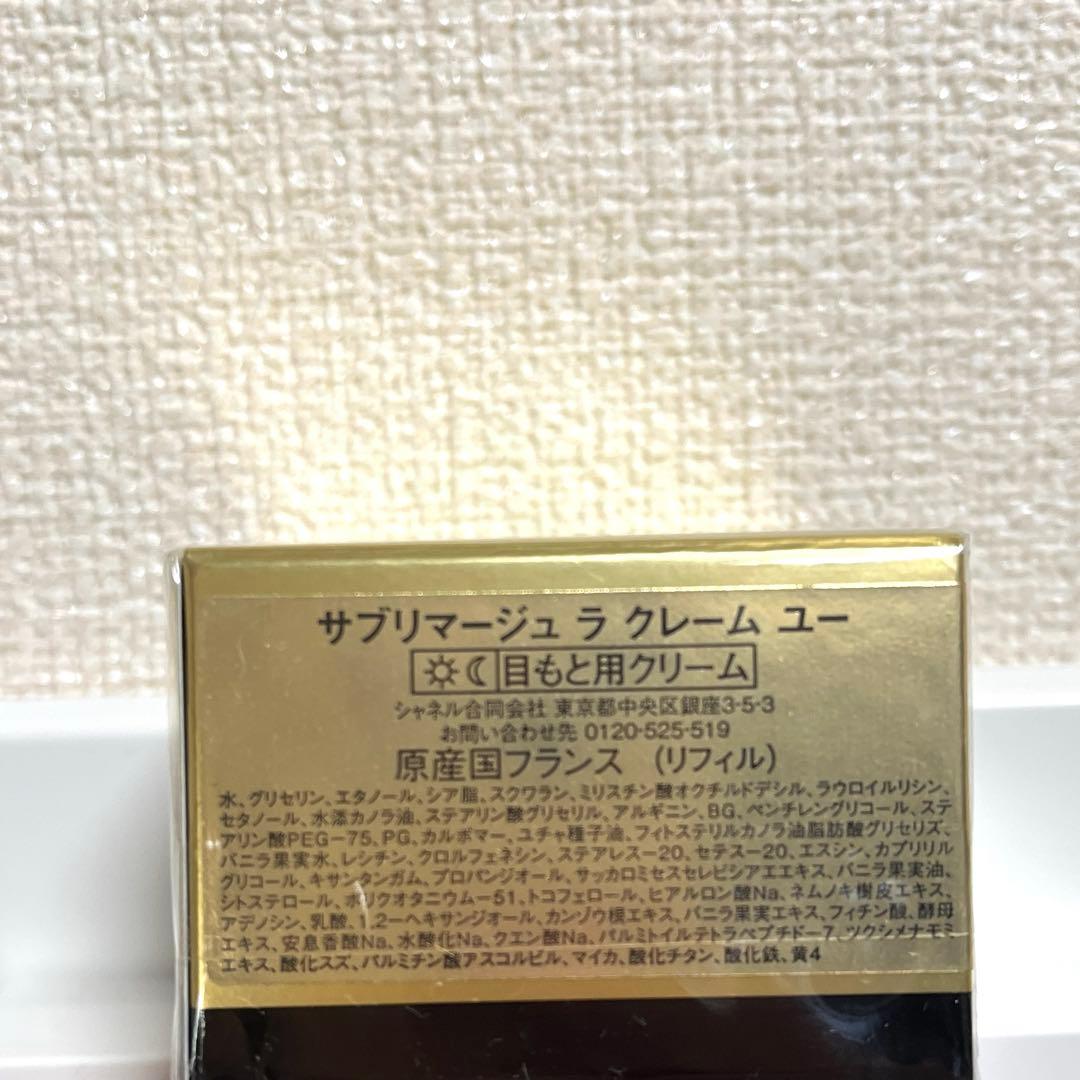 サブリマージュ ラ クレーム ユー
目もと用クリーム
シャネル合同会社 東京都中央区銀座3-5-3
お問い合わせ先 0120-525-519
原産国フランス (リフィル)
水、グリセリン、エタノール、シア脂、スクワラン、ミリスチン酸オクチルドデシル、ラウロイルリシン、
セタノール、水添カノラ油、ステアリン酸グリセリル、アルギニン、BG、ペンチレングリコール、ステ
アリン酸PEG-75、PG、カルボマー、ユチャ種子油、フィトステリルカノラ油脂肪酸グリセリズ、
バニラ果実水、レシチン、クロルフェネシン、ステアレス-20、セテス-20、エスシン、カプリリル
グリコール、キサンタンガム、プロパンジオール、サッカロミセスセレビシアエエキス、バニラ果実油、
シトステロール、ポリクオタニウム-51、トコフェロール、ヒアルロン酸Na、ネムノキ樹皮エキス、
アデノシン、乳酸、1,2-ヘキサンジオール、カンゾウ根エキス、バニラ果実エキス、フィチン酸、酵母
エキス、安息香酸Na、水酸化Na、クエン酸Na、パルミトイルテトラペプチド-7、ツクシメナモミ
エキス、酸化スズ、パルミチン酸アスコルビル、マイカ、酸化チタン、酸化鉄、黄4